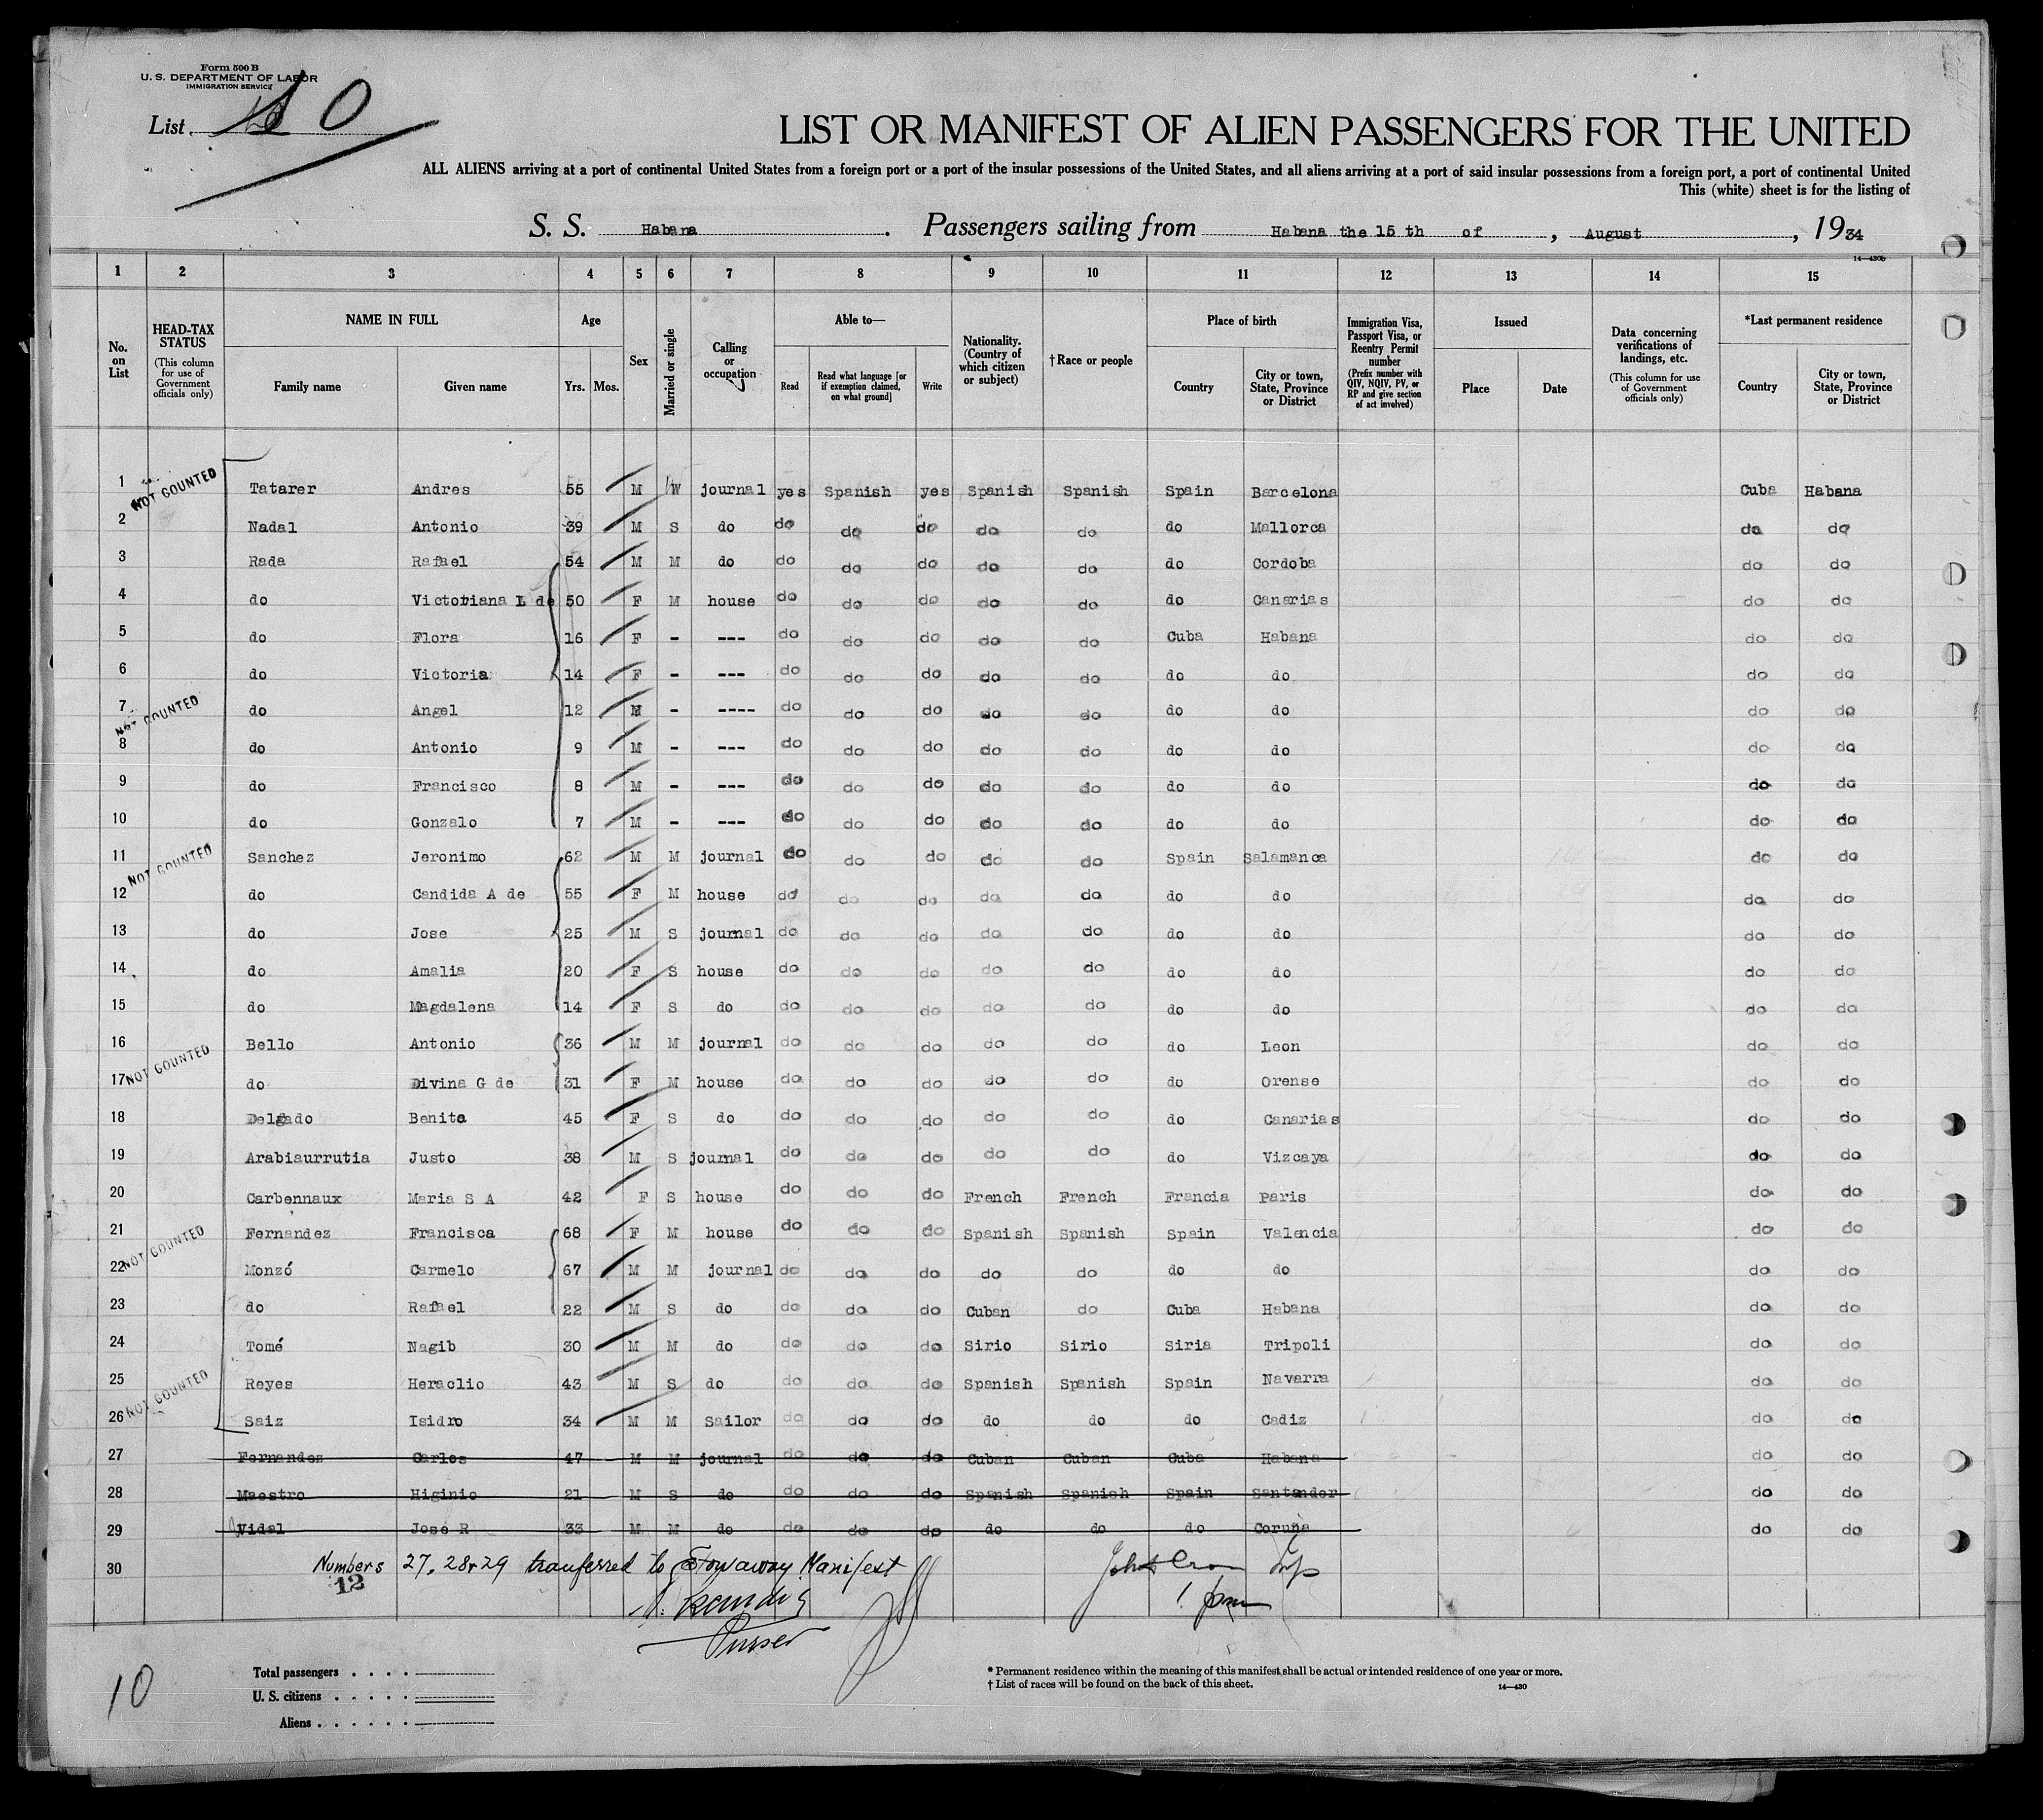 Form 500 B
U. S. DEPARTMENT OF LABOR
IMMIGRATION SERVICE
List 10
LIST OR MANIFEST OF ALIEN PASSENGERS FOR THE UNITED
ALL ALIENS arriving at a port of continental United States from a foreign port or a port of the insular possessions of the United States, and all aliens arriving at a port of said insular possessions from a foreign port, a port of continental United
This (white) sheet is for the listing of
S. S. Habana. Passengers sailing from Habana the 15 th of, August, 1934
14—430b
1 2 3 4 5 6 7 8 9 10 11 12 13 14 15
No. on List
HEAD-TAX STATUS (This column for use of Government officials only)
NAME IN FULL Family name Given name
Age Yrs. Mos.
Sex
Married or single
Calling or occupation
Able to— Read Read what language [or if exemption claimed, on what ground] Write
Nationality. (Country of which citizen or subject)
†Race or people
Place of birth Country City or town, State, Province or District
Immigration Visa, Passport Visa, or Reentry Permit number (Prefix number with QIV, NQIV, PV, or RP and give section of act involved)
Issued Place Date
Data concerning verifications of landings, etc. (This column for use of Government officials only)
*Last permanent residence Country City or town, State, Province or District
1 NOT COUNTED Tatarer Andres 55 M W journal yes Spanish yes Spanish Spanish Spain Barcelona Cuba Habana
2 Nadal Antonio 39 M S do do do do do do do Mallorca do do
3 Rada Rafael 54 M M do do do do do do do Cordoba do do
4 do Victoriana L de 50 F M house do do do do do do Canarias do do
5 do Flora 16 F - --- do do do do do Cuba Habana do do
6 do Victoria 14 F - --- do do do do do do do do do
7 NOT COUNTED do Angel 12 M - ---- do do do do do do do do do
8 do Antonio 9 M - --- do do do do do do do do do
9 do Francisco 8 M - --- do do do do do do do do do
10 do Gonzalo 7 M - --- do do do do do do do do do
11 NOT COUNTED Sanchez Jeronimo 62 M M journal do do do do do Spain Salamanca do do
12 do Candida A de 55 F M house do do do do do do do do do
13 do Jose 25 M S journal do do do do do do do do do
14 do Amalia 20 F S house do do do do do do do do do
15 do Magdalena 14 F S do do do do do do do do do do
16 Bello Antonio 36 M M journal do do do do do do Leon do do
17 NOT COUNTED do Divina G de 31 F M house do do do do do do Orense do do
18 Delgado Benita 45 F S do do do do do do do Canarias do do
19 Arabiaurrutia Justo 38 M S journal do do do do do do Vizcaya do do
20 Carbennaux Maria S A 42 F S house do do do French French Francia Paris do do
21 Fernandez Francisca 68 F M house do do do Spanish Spanish Spain Valencia do do
22 NOT COUNTED Monzó Carmelo 67 M M journal do do do do do do do do do
23 do Rafael 22 M S do do do do Cuban do Cuba Habana do do
24 Tomé Nagib 30 M M do do do do Sirio Sirio Siria Tripoli do do
25 Reyes Heraclio 43 M S do do do do Spanish Spanish Spain Navarra do do
26 NOT COUNTED Saiz Isidro 34 M M Sailor do do do do do do Cadiz do do
27 Fernandez Carlos 47 M M journal do do do Cuban Cuban Cuba Habana do do
28 Maestro Higinio 21 M S do do do do Spanish Spanish Spain Santander do do
29 Vidal Jose R 33 M M do do do do do do do Coruña do do
30 Numbers 27, 28+29 tranferred to Stowaway Manifest
12
Purser
10
Total passengers
U. S. citizens
Aliens
* Permanent residence within the meaning of this manifest shall be actual or intended residence of one year or more.
† List of races will be found on the back of this sheet.
14—430